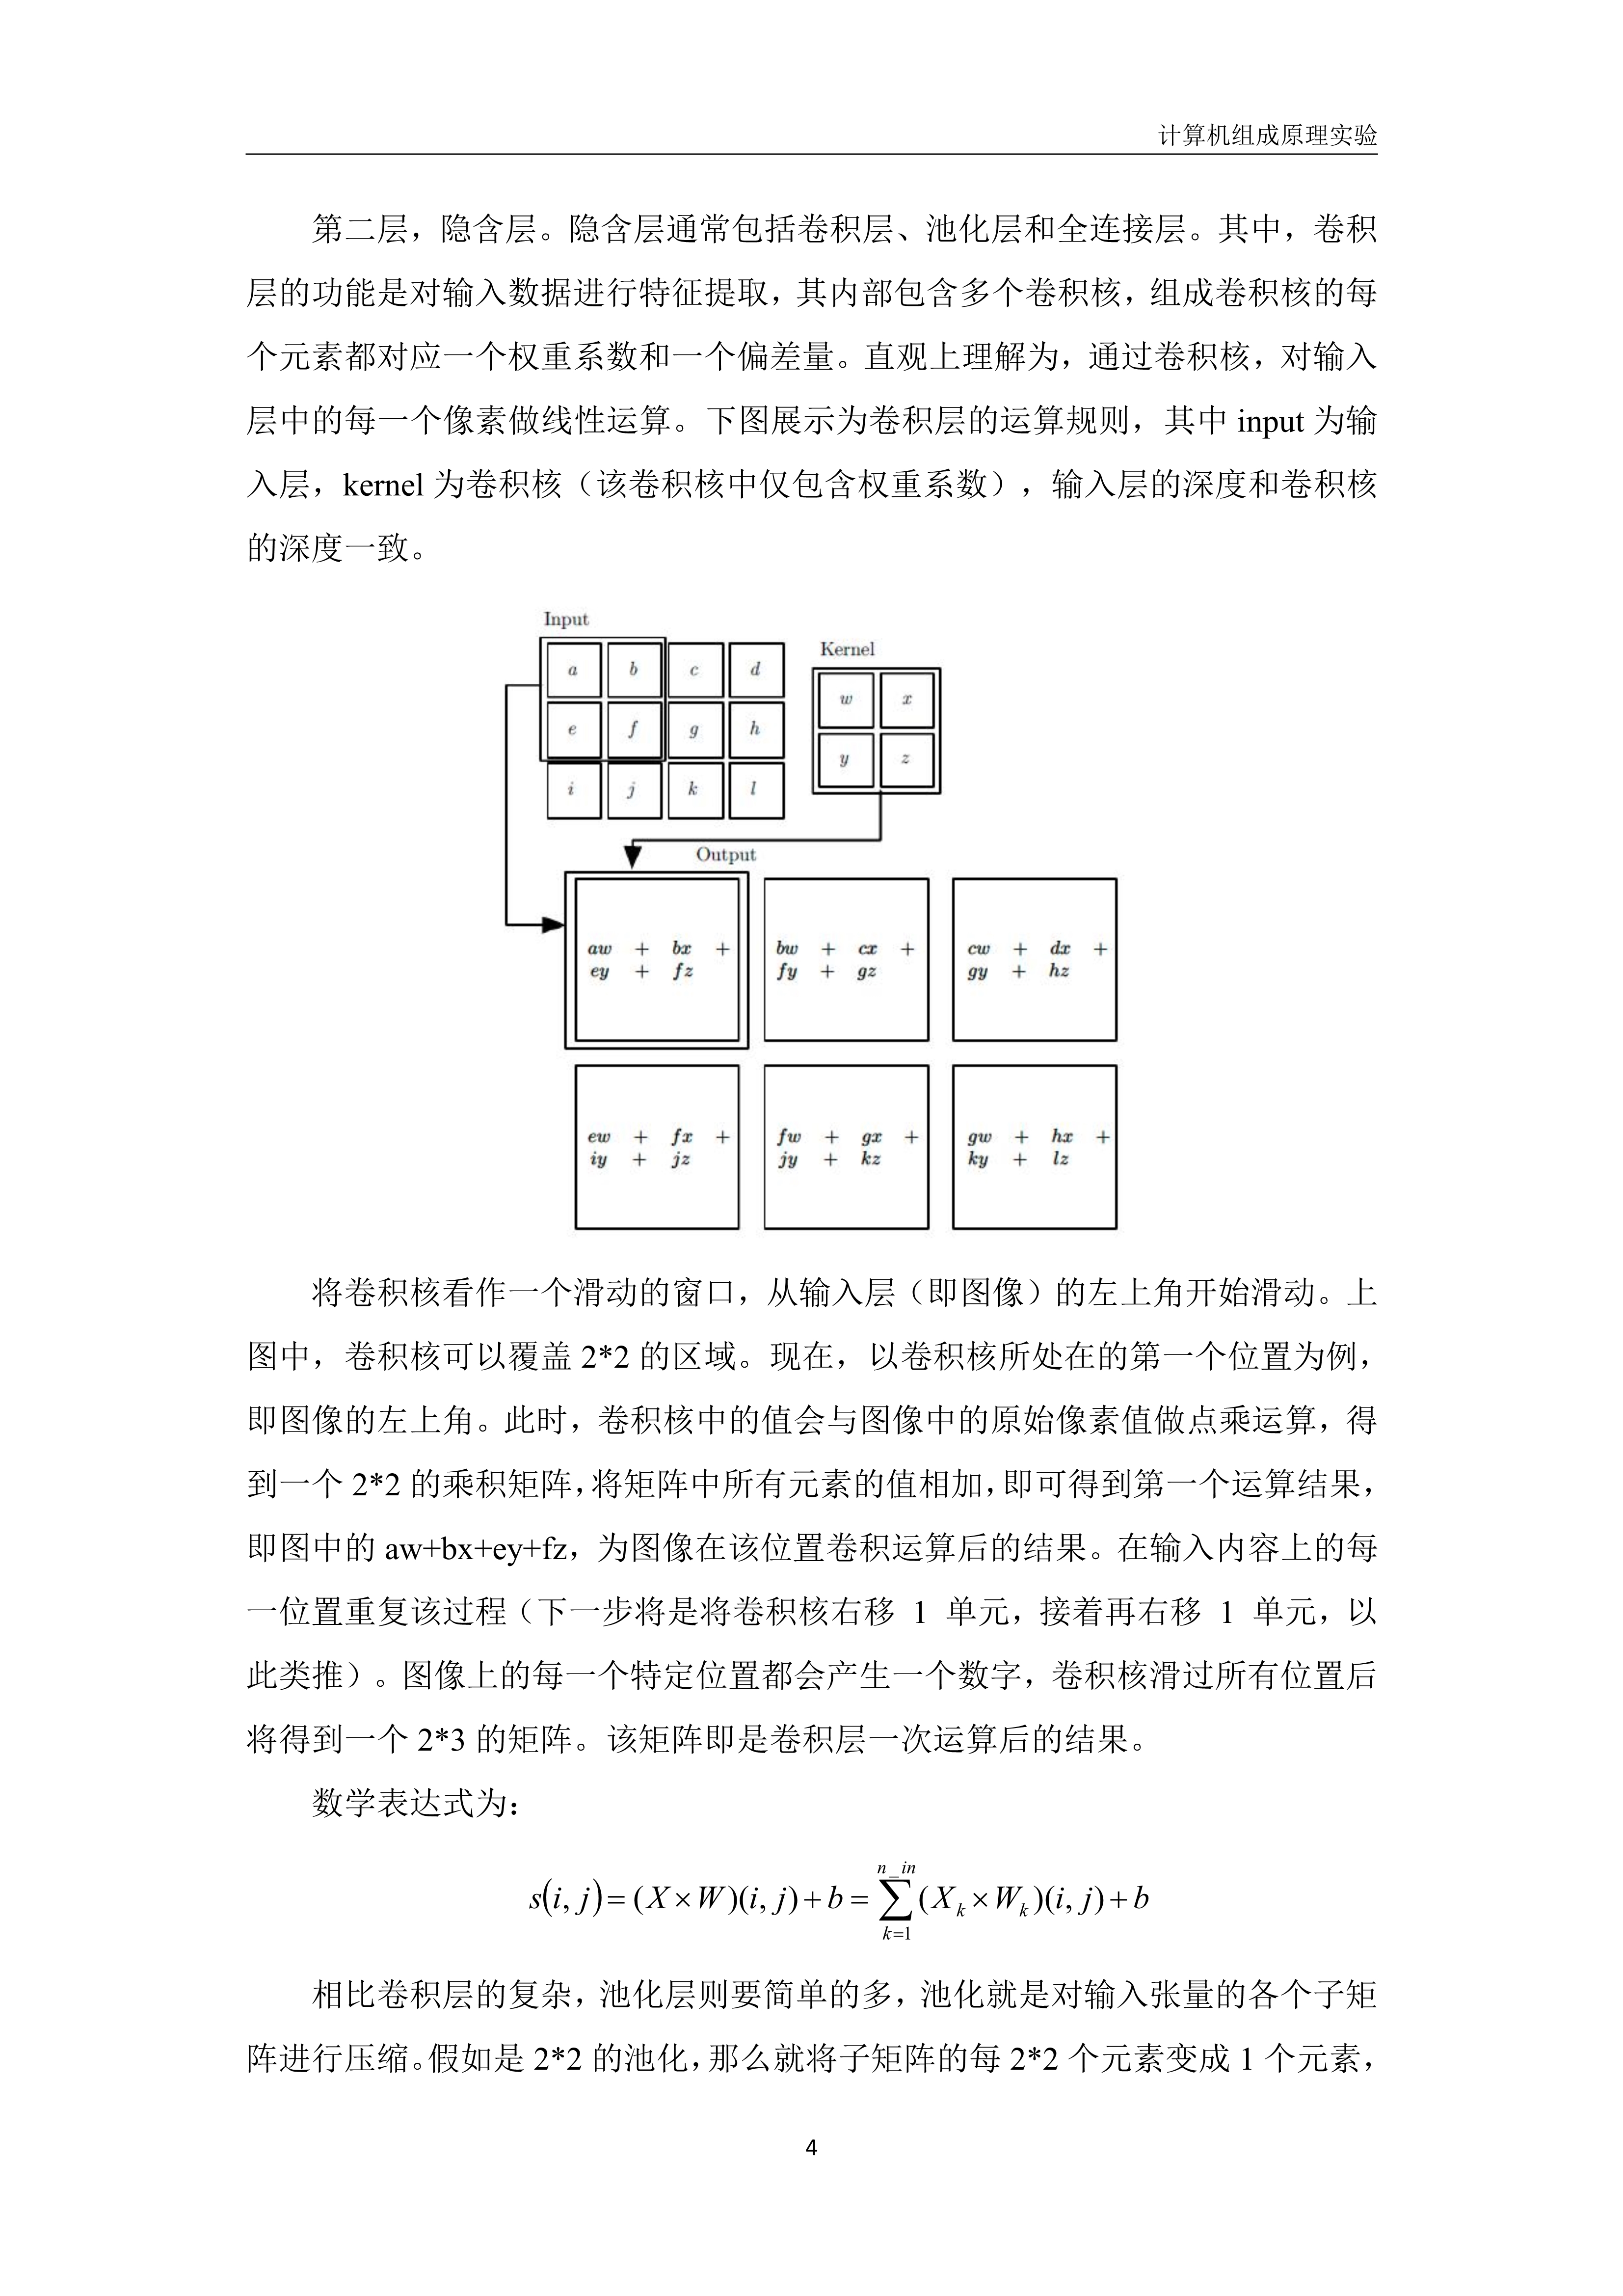 计算机组成原理实验
第二层，隐含层。隐含层通常包括卷积层、池化层和全连接层。其中，卷积
层的功能是对输入数据进行特征提取，其内部包含多个卷积核，组成卷积核的每
个元素都对应一个权重系数和一个偏差量。直观上理解为，通过卷积核，对输入
层中的每一个像素做线性运算。下图展示为卷积层的运算规则，其中 input 为输
入层，kernel 为卷积核（该卷积核中仅包含权重系数），输入层的深度和卷积核
的深度一致。
Input
a b c d
e f g h
i j k l
Kernel
w x
y z
Output
aw + bx +
ey + fz
bw + cx +
fy + gz
cw + dx +
gy + hz
ew + fx +
iy + jz
fw + gx +
jy + kz
gw + hx +
ky + lz
将卷积核看作一个滑动的窗口，从输入层（即图像）的左上角开始滑动。上
图中，卷积核可以覆盖 2*2 的区域。现在，以卷积核所处在的第一个位置为例，
即图像的左上角。此时，卷积核中的值会与图像中的原始像素值做点乘运算，得
到一个 2*2 的乘积矩阵，将矩阵中所有元素的值相加，即可得到第一个运算结果，
即图中的 aw+bx+ey+fz，为图像在该位置卷积运算后的结果。在输入内容上的每
一位置重复该过程（下一步将是将卷积核右移 1 单元，接着再右移 1 单元，以
此类推）。图像上的每一个特定位置都会产生一个数字，卷积核滑过所有位置后
将得到一个 2*3 的矩阵。该矩阵即是卷积层一次运算后的结果。
数学表达式为：
s(i, j) = (X × W)(i, j) + b = ∑_{k=1}^{n_in} (X_k × W_k)(i, j) + b
相比卷积层的复杂，池化层则要简单的多，池化就是对输入张量的各个子矩
阵进行压缩。假如是 2*2 的池化，那么就将子矩阵的每 2*2 个元素变成 1 个元素，
4